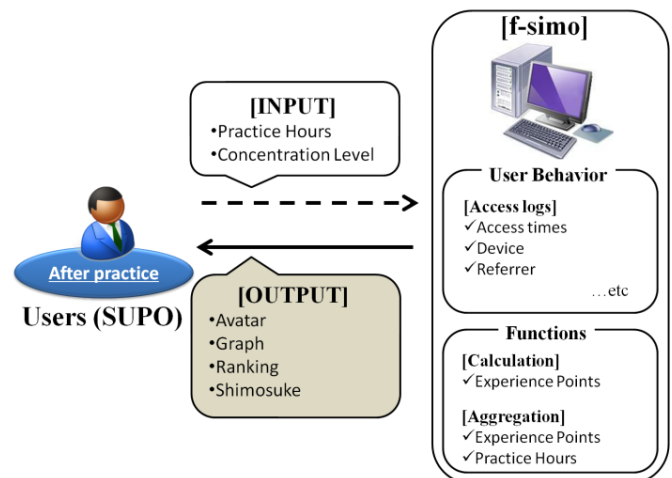 [f-simo]
[INPUT]
•Practice Hours
•Concentration Level
After practice
Users (SUPO)
[OUTPUT]
•Avatar
•Graph
•Ranking
•Shimosuke
User Behavior
[Access logs]
✓Access times
✓Device
✓Referrer
…etc
Functions
[Calculation]
✓Experience Points
[Aggregation]
✓Experience Points
✓Practice Hours